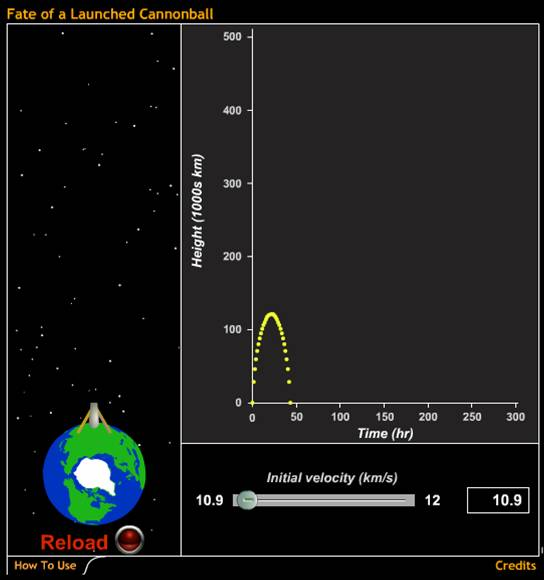 Fate of a Launched Cannonball
500
400
300
200
100
0
Height (1000s km)
0 50 100 150 200 250 300
Time (hr)
Initial velocity (km/s)
10.9 12 10.9
Reload
How To Use
Credits